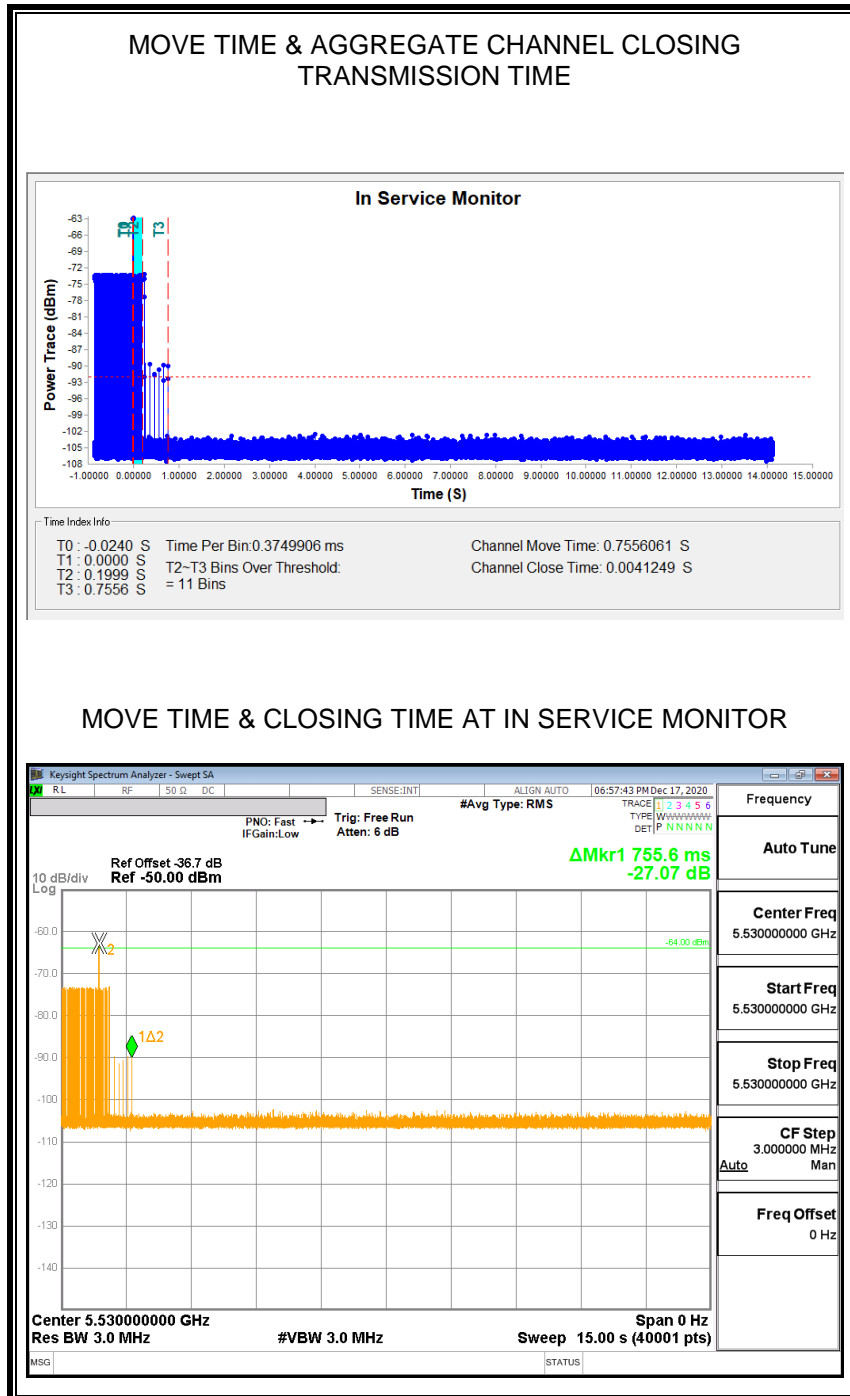 MOVE TIME & AGGREGATE CHANNEL CLOSING
TRANSMISSION TIME
In Service Monitor
Power Trace (dBm)
-63
-66
-69
-72
-75
-78
-81
-84
-87
-90
-93
-96
-99
-102
-105
-108
T2
T3
-1.00000 0.00000 1.00000 2.00000 3.00000 4.00000 5.00000 6.00000 7.00000 8.00000 9.00000 10.00000 11.00000 12.00000 13.00000 14.00000 15.00000
Time (S)
Time Index Info
T0 : -0.0240 S Time Per Bin:0.3749906 ms Channel Move Time: 0.7556061 S
T1 : 0.0000 S
T2 : 0.1999 S T2~T3 Bins Over Threshold: Channel Close Time: 0.0041249 S
T3 : 0.7556 S = 11 Bins
MOVE TIME & CLOSING TIME AT IN SERVICE MONITOR
Keysight Spectrum Analyzer - Swept SA
LXI RL RF 50 Ω DC SENSE:INT ALIGN AUTO 06:57:43 PM Dec 17, 2020
#Avg Type: RMS
TRACE 1 2 3 4 5 6
TYPE WWWWWW
DET P N N N N N
PNO: Fast
IFGain:Low
Trig: Free Run
Atten: 6 dB
Ref Offset -36.7 dB
Ref -50.00 dBm
10 dB/div
Log
ΔMkr1 755.6 ms
-27.07 dB
-60.0
-70.0
-80.0
-90.0
-100
-110
-120
-130
-140
2
1Δ2
-64.00 dBm
Center 5.530000000 GHz Span 0 Hz
Res BW 3.0 MHz #VBW 3.0 MHz Sweep 15.00 s (40001 pts)
MSG STATUS
Frequency
Auto Tune
Center Freq
5.530000000 GHz
Start Freq
5.530000000 GHz
Stop Freq
5.530000000 GHz
CF Step
3.000000 MHz
Auto Man
Freq Offset
0 Hz